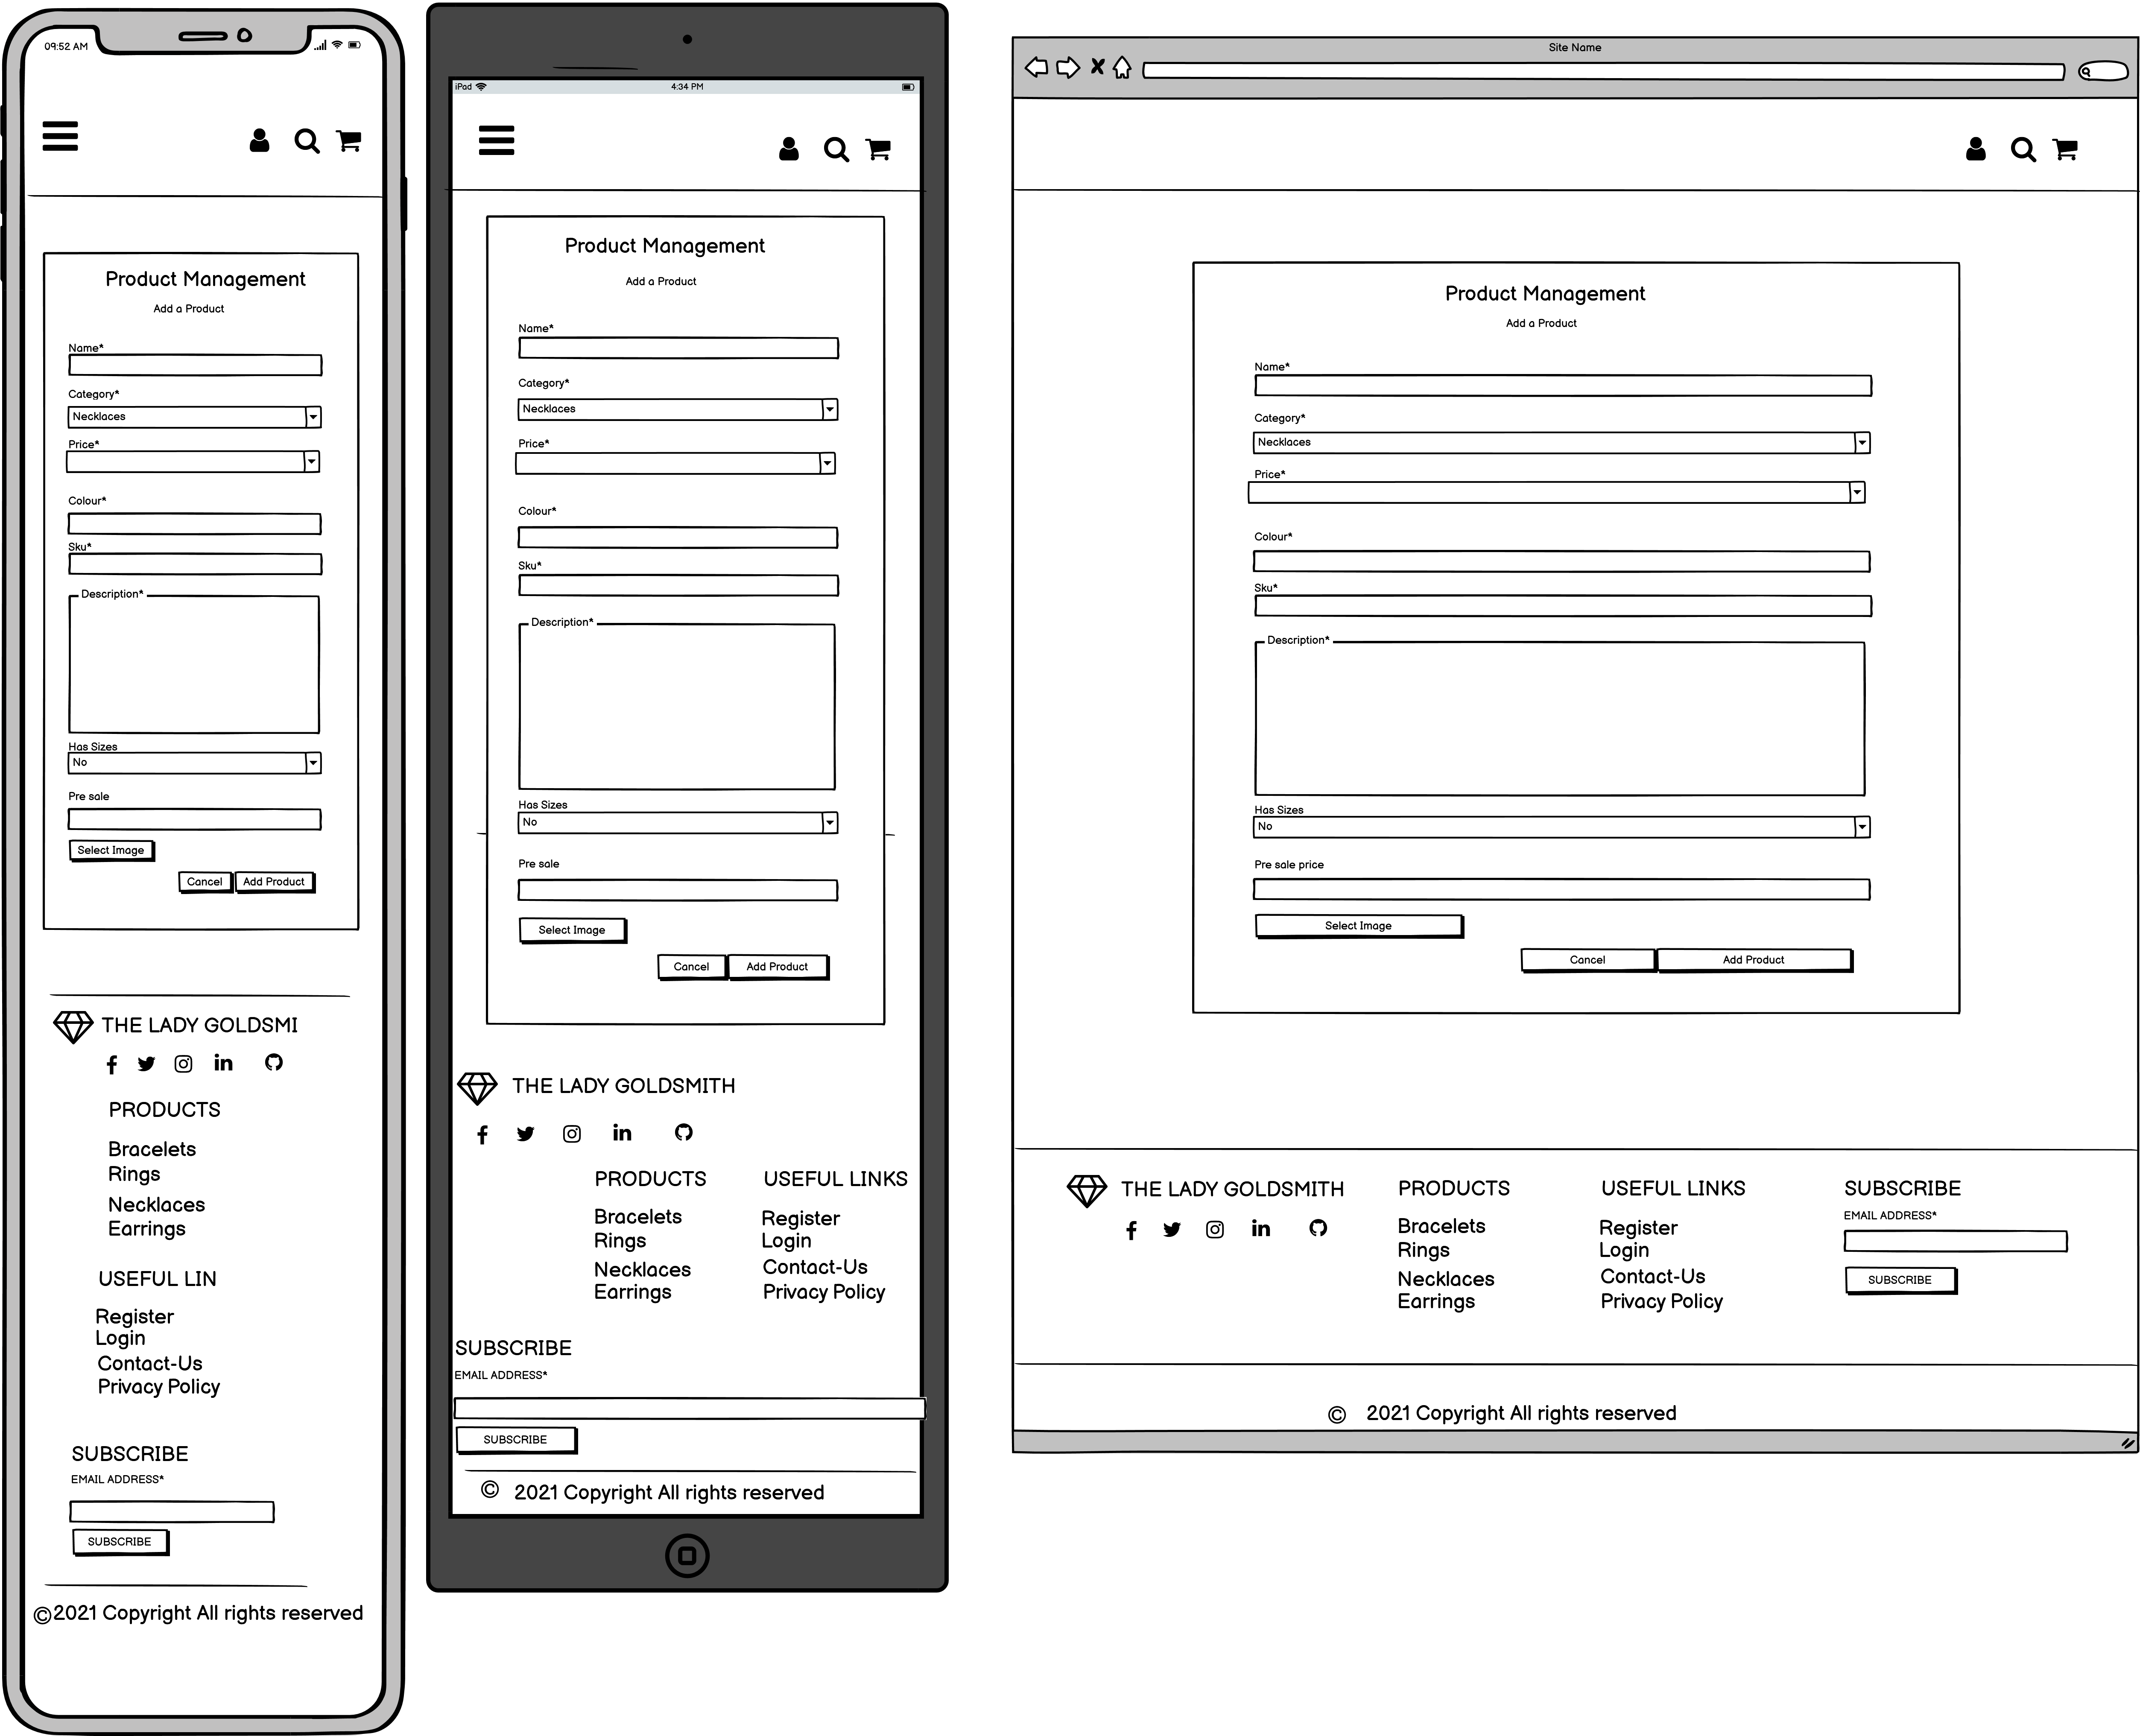 09:52 AM
Product Management
Add a Product
Name*
Category*
Necklaces
Price*
Colour*
Sku*
Description*
Has Sizes
No
Pre sale
Select Image
Cancel Add Product
THE LADY GOLDSMI
PRODUCTS
Bracelets
Rings
Necklaces
Earrings
USEFUL LIN
Register
Login
Contact-Us
Privacy Policy
SUBSCRIBE
EMAIL ADDRESS*
SUBSCRIBE
©2021 Copyright All rights reserved
iPad 4:34 PM
Product Management
Add a Product
Name*
Category*
Necklaces
Price*
Colour*
Sku*
Description*
Has Sizes
No
Pre sale
Select Image
Cancel Add Product
THE LADY GOLDSMITH
PRODUCTS USEFUL LINKS
Bracelets Register
Rings Login
Necklaces Contact-Us
Earrings Privacy Policy
SUBSCRIBE
EMAIL ADDRESS*
SUBSCRIBE
© 2021 Copyright All rights reserved
Site Name
Product Management
Add a Product
Name*
Category*
Necklaces
Price*
Colour*
Sku*
Description*
Has Sizes
No
Pre sale price
Select Image
Cancel Add Product
THE LADY GOLDSMITH PRODUCTS USEFUL LINKS SUBSCRIBE
EMAIL ADDRESS*
Bracelets Register
Rings Login
Necklaces Contact-Us SUBSCRIBE
Earrings Privacy Policy
© 2021 Copyright All rights reserved